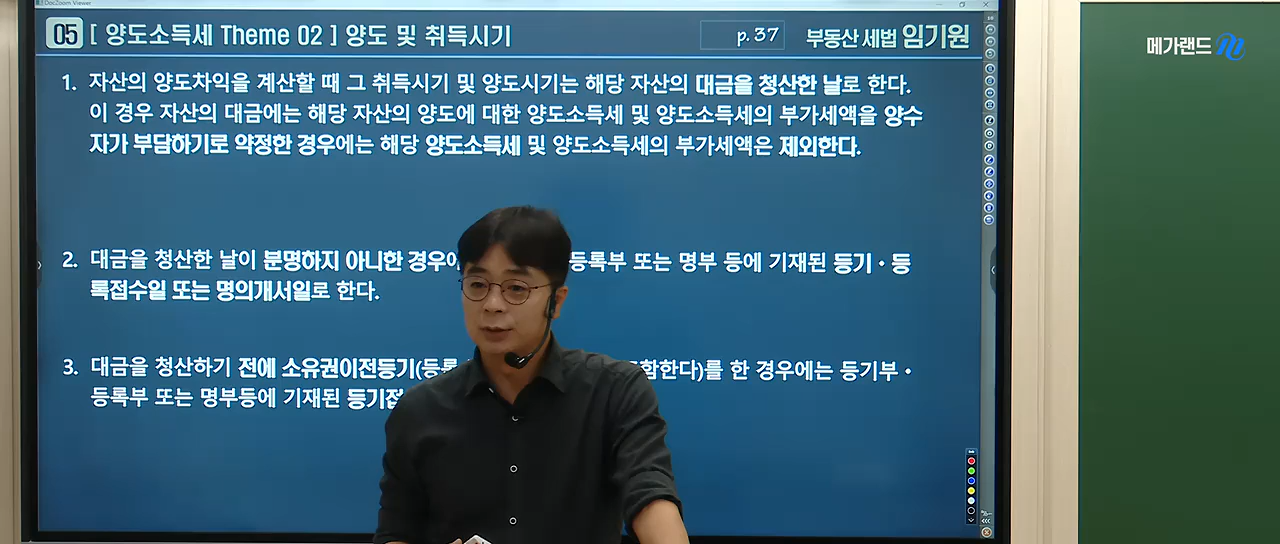 DocZoom Viewer
05 [ 양도소득세 Theme 02 ] 양도 및 취득시기
p. 37
부동산 세법 임기원
메가랜드
1. 자산의 양도차익을 계산할 때 그 취득시기 및 양도시기는 해당 자산의 대금을 청산한 날로 한다.
이 경우 자산의 대금에는 해당 자산의 양도에 대한 양도소득세 및 양도소득세의 부가세액을 양수
자가 부담하기로 약정한 경우에는 해당 양도소득세 및 양도소득세의 부가세액은 제외한다.
2. 대금을 청산한 날이 분명하지 아니한 경우에 등록부 또는 명부 등에 기재된 등기·등
록접수일 또는 명의개서일로 한다.
3. 대금을 청산하기 전에 소유권이전등기(등록 함한다)를 한 경우에는 등기부·
등록부 또는 명부등에 기재된 등기접